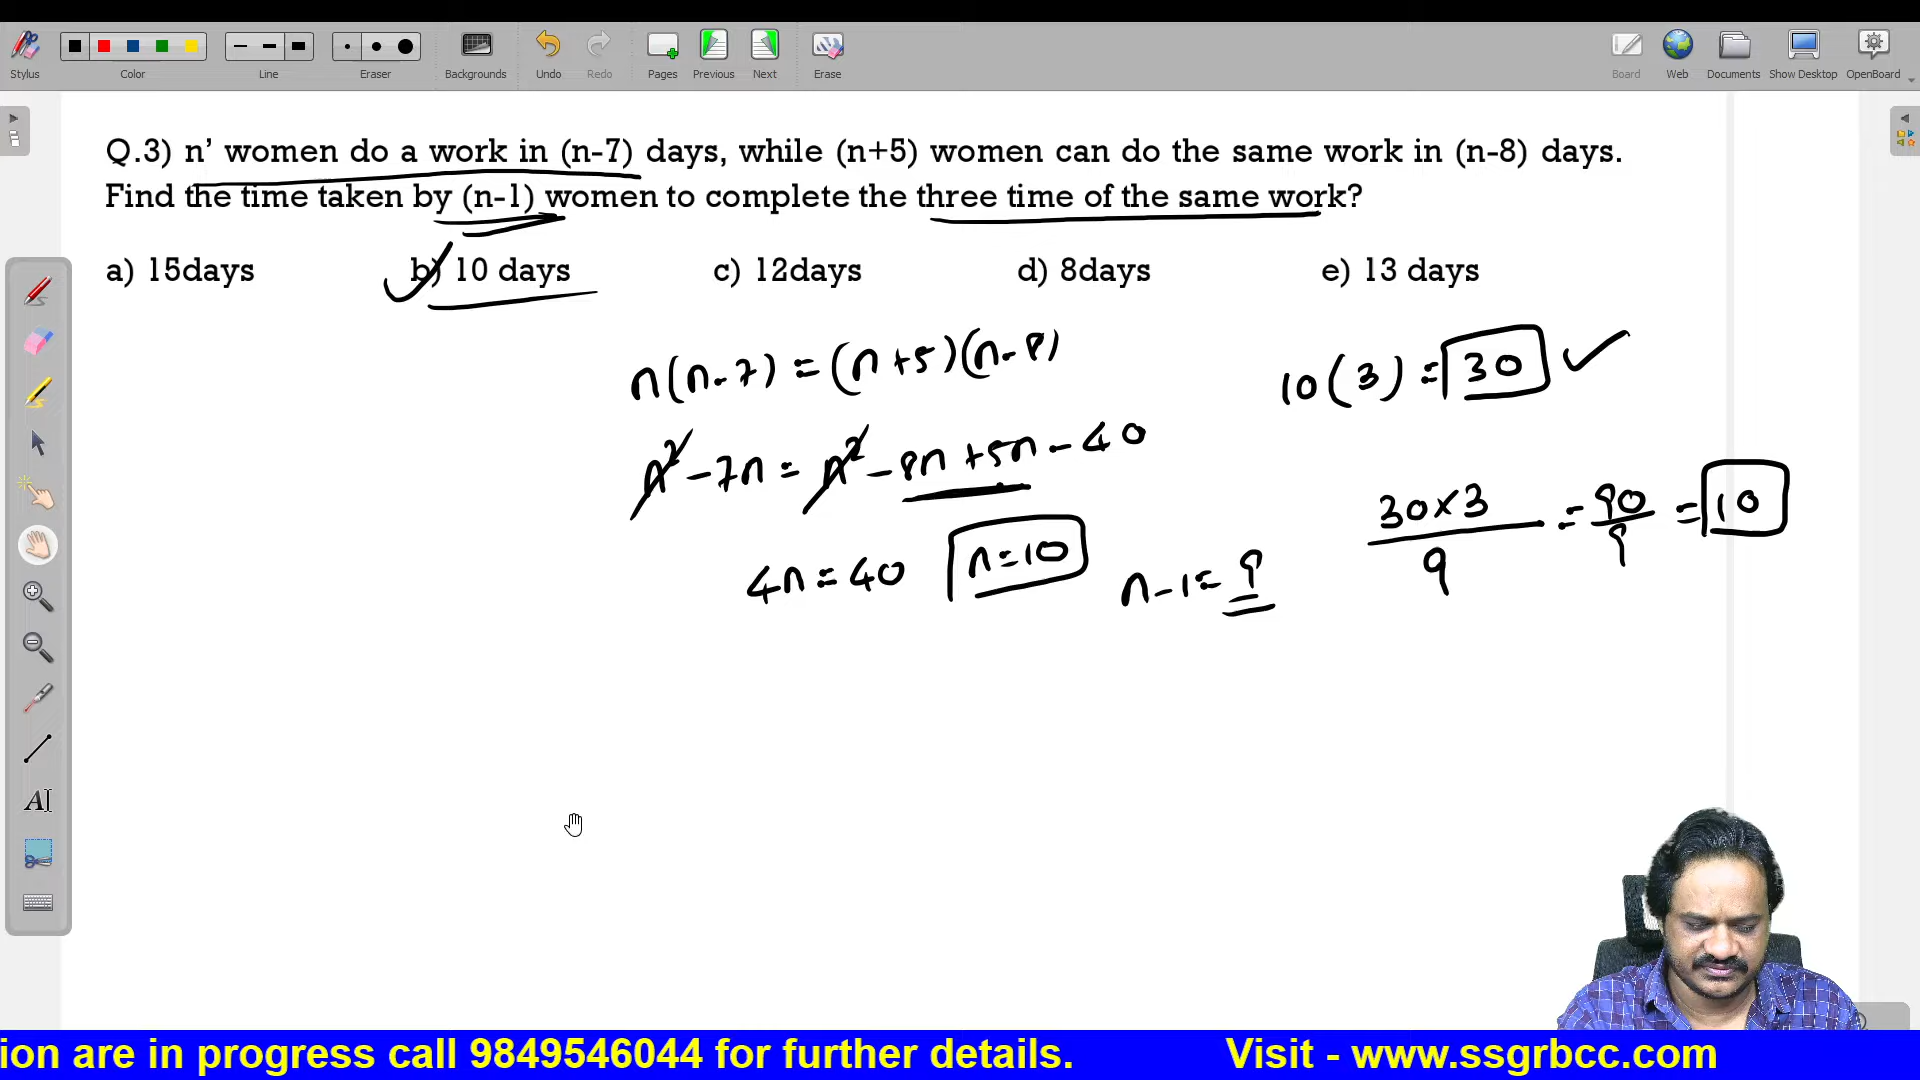 Stylus Color Line Eraser Backgrounds Undo Redo Pages Previous Next Erase Board Web Documents Show Desktop OpenBoard
Q.3) n’ women do a work in (n-7) days, while (n+5) women can do the same work in (n-8) days.
Find the time taken by (n-1) women to complete the three time of the same work?
a) 15days b) 10 days c) 12days d) 8days e) 13 days
n(n-7) = (n+5)(n-8)
10(3) = 30
n² - 7n = n² - 8n + 5n - 40
30×3/9 = 90/9 = 10
4n = 40 n=10 n-1 = 9
ion are in progress call 9849546044 for further details. Visit - www.ssgrbcc.com